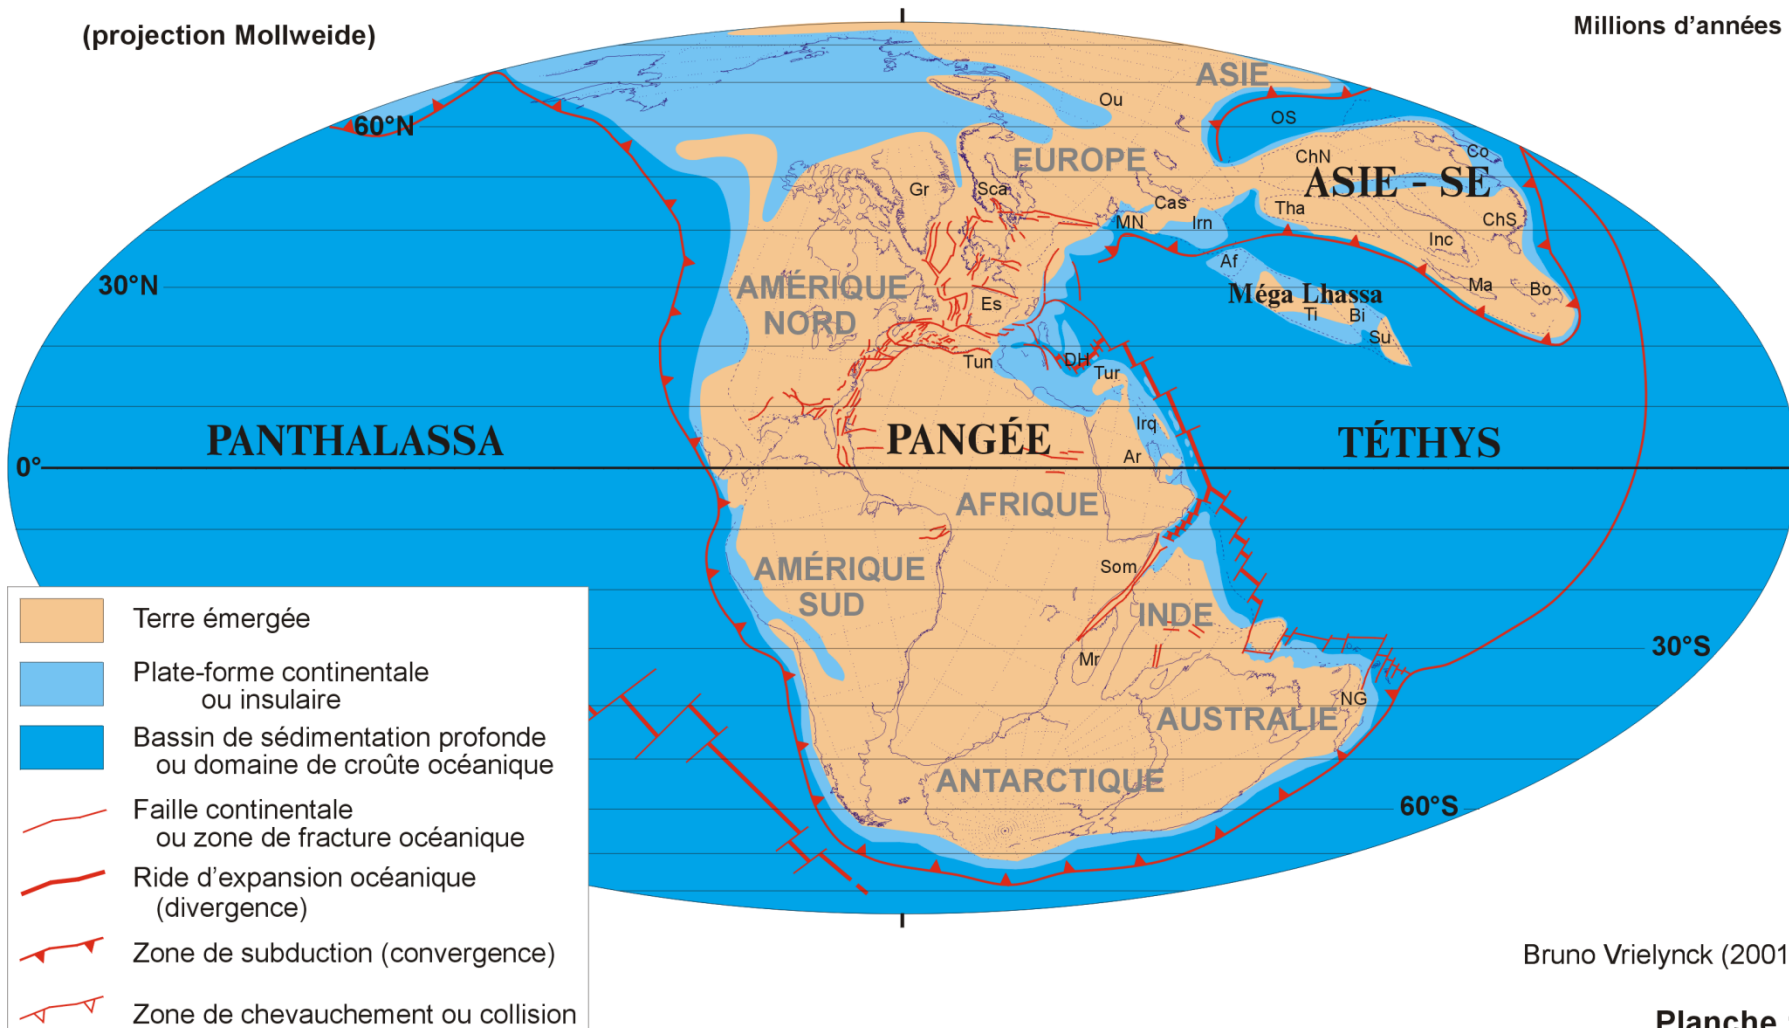 (projection Mollweide)
Millions d'années
ASIE
Ou
60°N
OS
EUROPE
ChN
Co
ASIE - SE
Gr
Sca
Cas
MN
Irn
Tha
ChS
Inc
Af
30°N
AMÉRIQUE
NORD
Es
Méga Lhassa
Ma
Bo
Ti
Bi
Su
Tun
DH
Tur
Irq
PANTHALASSA
PANGÉE
TÉTHYS
Ar
0°
AFRIQUE
Som
AMÉRIQUE
SUD
INDE
Mr
30°S
NG
AUSTRALIE
ANTARCTIQUE
60°S
Terre émergée
Plate-forme continentale
ou insulaire
Bassin de sédimentation profonde
ou domaine de croûte océanique
Faille continentale
ou zone de fracture océanique
Ride d'expansion océanique
(divergence)
Zone de subduction (convergence)
Zone de chevauchement ou collision
Bruno Vrielynck (2001
Planche